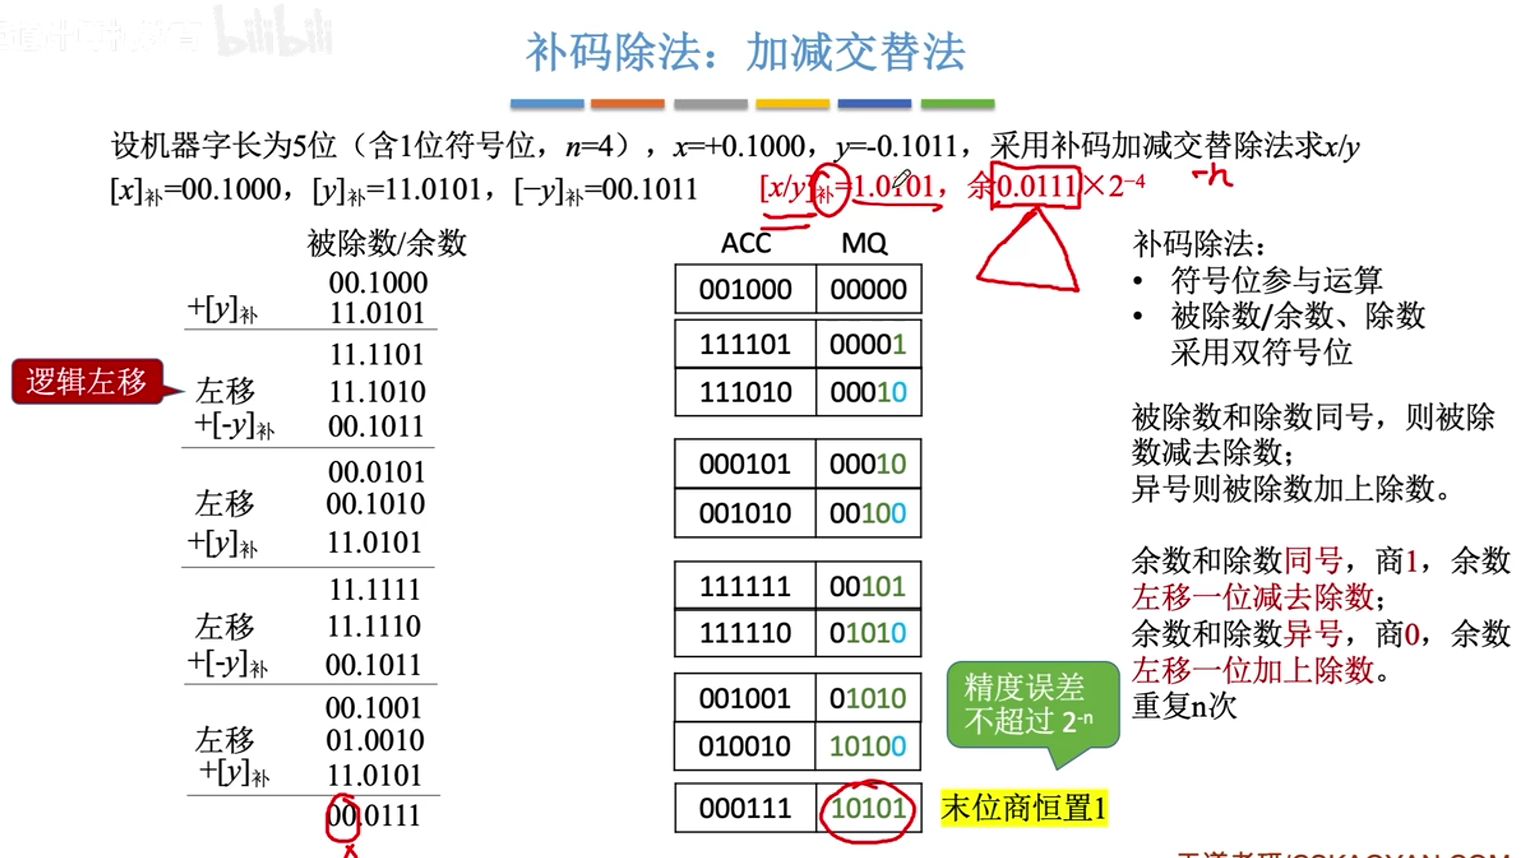 bilibili
补码除法：加减交替法
设机器字长为5位（含1位符号位，n=4），x=+0.1000，y=-0.1011，采用补码加减交替除法求x/y
[x]补=00.1000，[y]补=11.0101，[−y]补=00.1011
[x/y]补=1.0101，余0.0111×2⁻⁴
-n
被除数/余数
00.1000
+[y]补 11.0101
11.1101
逻辑左移
左移 11.1010
+[-y]补 00.1011
00.0101
左移 00.1010
+[y]补 11.0101
11.1111
左移 11.1110
+[-y]补 00.1011
00.1001
左移 01.0010
+[y]补 11.0101
00.0111
ACC MQ
001000 00000
111101 00001
111010 00010
000101 00010
001010 00100
111111 00101
111110 01010
001001 01010
010010 10100
000111 10101
末位商恒置1
精度误差
不超过 2⁻ⁿ
补码除法：
• 符号位参与运算
• 被除数/余数、除数
采用双符号位
被除数和除数同号，则被除
数减去除数；
异号则被除数加上除数。
余数和除数同号，商1，余数
左移一位减去除数；
余数和除数异号，商0，余数
左移一位加上除数。
重复n次